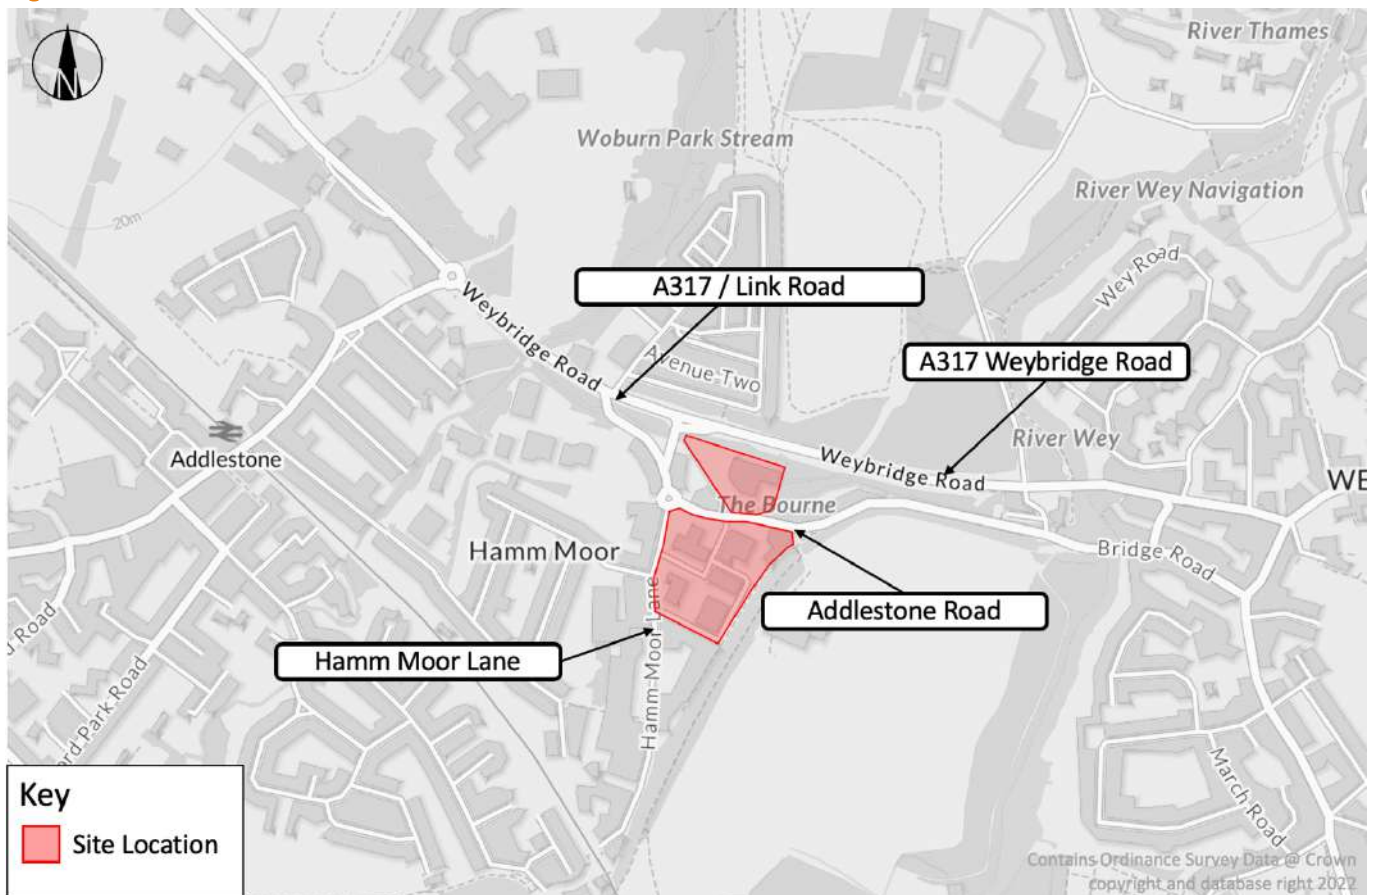 N
River Thames
Woburn Park Stream
River Wey Navigation
20m
Wey Road
A317 / Link Road
Weybridge Road
A317 Weybridge Road
Avenue Two
River Wey
Addlestone
Weybridge Road
WE
The Bourne
Hamm Moor
Bridge Road
Addlestone Road
Hamm Moor Lane
Hamm Moor Lane
Road
ard Park Road
March Road
Key
Site Location
Contains Ordinance Survey Data @ Crown
copyright and database right 2022